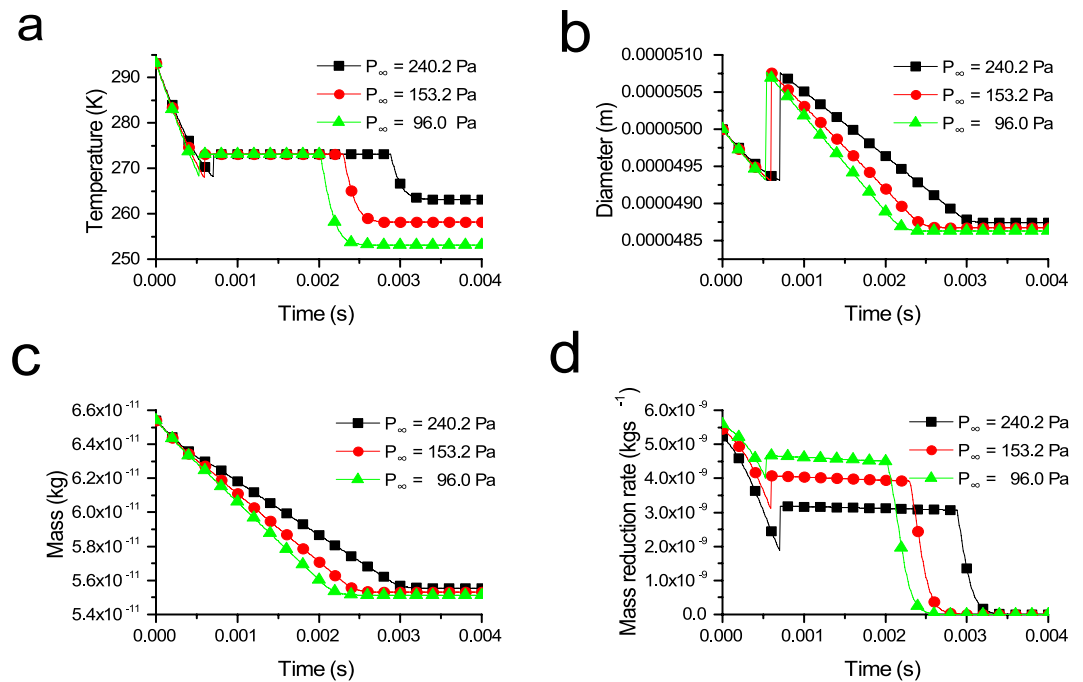 a
295
290
280
270
260
250
0.000
0.001
0.002
0.003
0.004
Temperature (K)
Time (s)
P∞ = 240.2 Pa
P∞ = 153.2 Pa
P∞ = 96.0 Pa
b
0.0000510
0.0000505
0.0000500
0.0000495
0.0000490
0.0000485
0.000
0.001
0.002
0.003
0.004
Diameter (m)
Time (s)
P∞ = 240.2 Pa
P∞ = 153.2 Pa
P∞ = 96.0 Pa
c
6.6x10⁻¹¹
6.4x10⁻¹¹
6.2x10⁻¹¹
6.0x10⁻¹¹
5.8x10⁻¹¹
5.6x10⁻¹¹
5.4x10⁻¹¹
0.000
0.001
0.002
0.003
0.004
Mass (kg)
Time (s)
P∞ = 240.2 Pa
P∞ = 153.2 Pa
P∞ = 96.0 Pa
d
6.0x10⁻⁹
5.0x10⁻⁹
4.0x10⁻⁹
3.0x10⁻⁹
2.0x10⁻⁹
1.0x10⁻⁹
0.0
0.000
0.001
0.002
0.003
0.004
Mass reduction rate (kgs⁻¹)
Time (s)
P∞ = 240.2 Pa
P∞ = 153.2 Pa
P∞ = 96.0 Pa